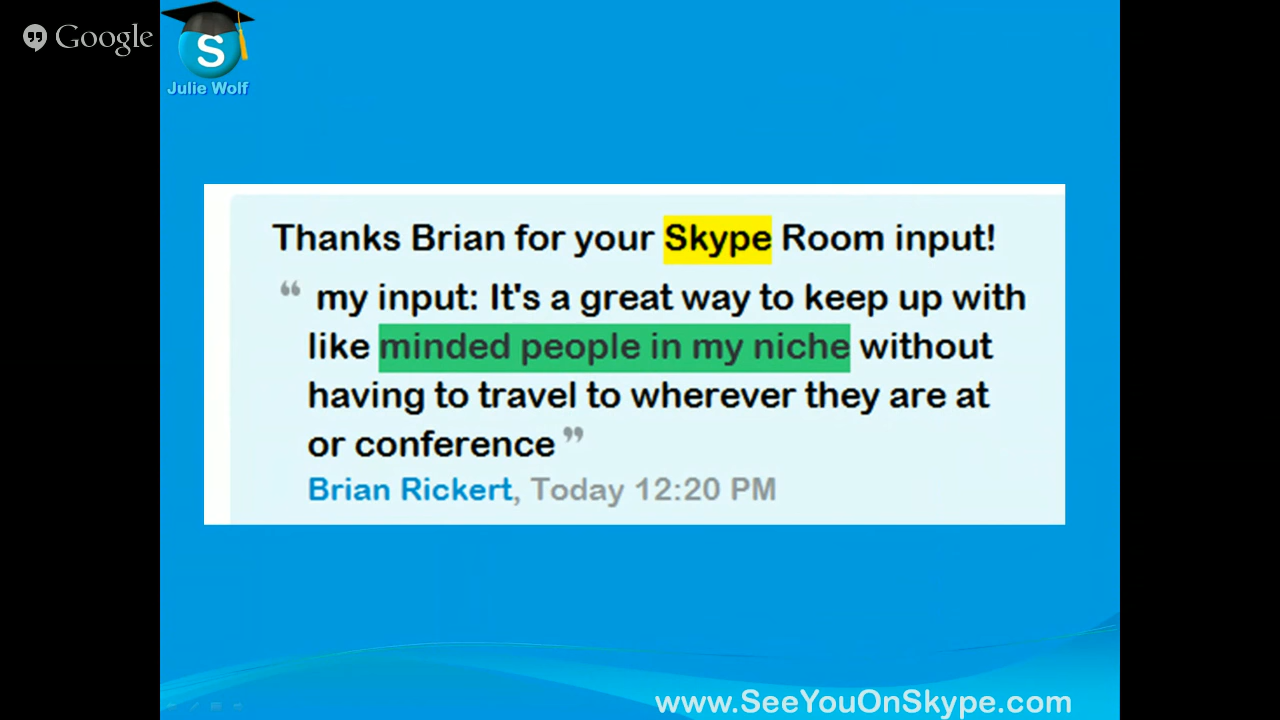 Google
S
Julie Wolf
Thanks Brian for your Skype Room input!
“ my input: It's a great way to keep up with
like minded people in my niche without
having to travel to wherever they are at
or conference ”
Brian Rickert, Today 12:20 PM
www.SeeYouOnSkype.com